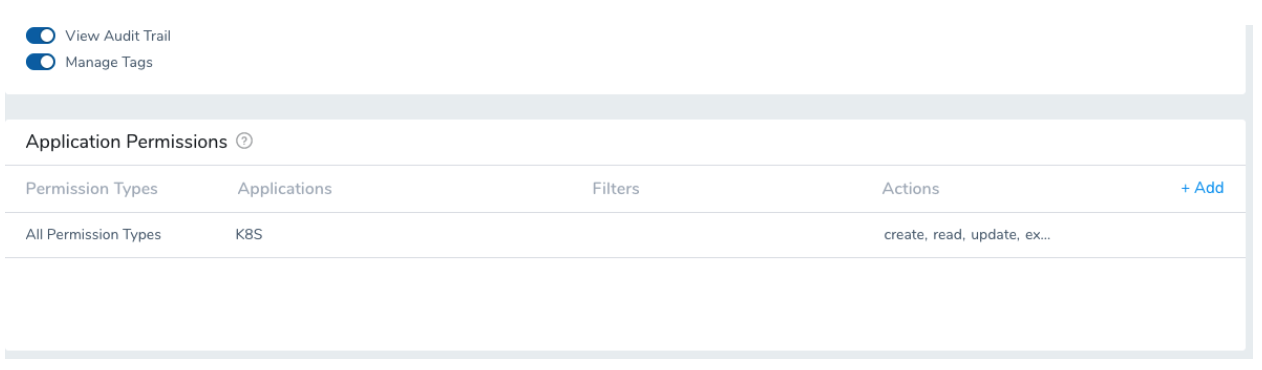 View Audit Trail
Manage Tags
Application Permissions ?
Permission Types Applications Filters Actions + Add
All Permission Types K8S create, read, update, ex...